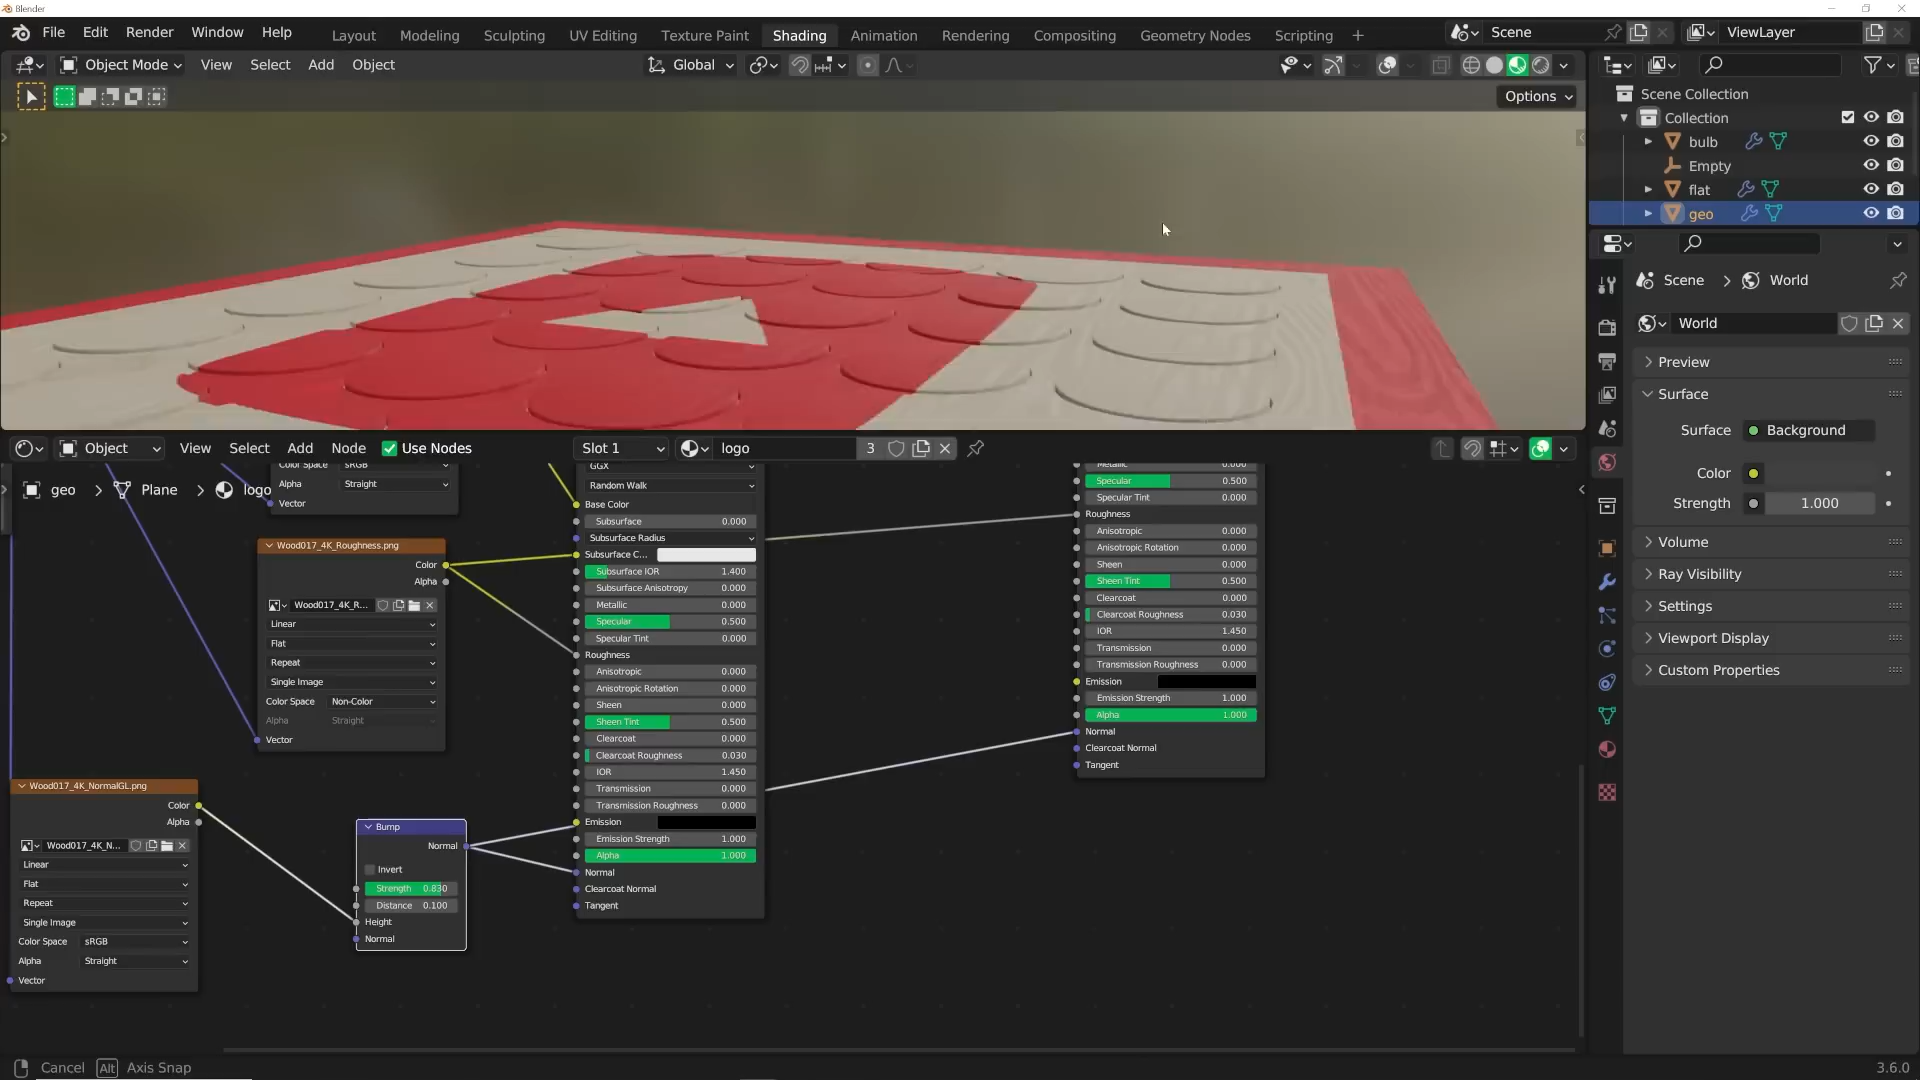 Blender
File Edit Render Window Help
Layout Modeling Sculpting UV Editing Texture Paint Shading Animation Rendering Compositing Geometry Nodes Scripting +
Scene
ViewLayer
Object Mode View Select Add Object
Global
Options
Scene Collection
Collection
bulb
Empty
flat
geo
Scene > World
World
Preview
Surface
Surface Background
Color
Strength 1.000
Volume
Ray Visibility
Settings
Viewport Display
Custom Properties
Object View Select Add Node Use Nodes
Slot 1
logo 3
geo > Plane > logo
Color Space sRGB
Alpha Straight
Vector
Wood017_4K_Roughness.png
Color
Alpha
Wood017_4K_R...
Linear
Flat
Repeat
Single Image
Color Space Non-Color
Alpha Straight
Vector
Wood017_4K_NormalGL.png
Color
Alpha
Wood017_4K_N...
Linear
Flat
Repeat
Single Image
Color Space sRGB
Alpha Straight
Vector
Bump
Normal
Invert
Strength 0.830
Distance 0.100
Height
Normal
GGX
Random Walk
Base Color
Subsurface 0.000
Subsurface Radius
Subsurface C...
Subsurface IOR 1.400
Subsurface Anisotropy 0.000
Metallic 0.000
Specular 0.500
Specular Tint 0.000
Roughness
Anisotropic 0.000
Anisotropic Rotation 0.000
Sheen 0.000
Sheen Tint 0.500
Clearcoat 0.000
Clearcoat Roughness 0.030
IOR 1.450
Transmission 0.000
Transmission Roughness 0.000
Emission
Emission Strength 1.000
Alpha 1.000
Normal
Clearcoat Normal
Tangent
Metallic 0.000
Specular 0.500
Specular Tint 0.000
Roughness
Anisotropic 0.000
Anisotropic Rotation 0.000
Sheen 0.000
Sheen Tint 0.500
Clearcoat 0.000
Clearcoat Roughness 0.030
IOR 1.450
Transmission 0.000
Transmission Roughness 0.000
Emission
Emission Strength 1.000
Alpha 1.000
Normal
Clearcoat Normal
Tangent
Cancel Alt Axis Snap
3.6.0